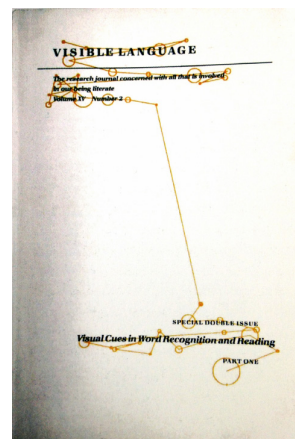 VISIBLE LANGUAGE
The research journal concerned with all that is involved
in our being literate
Volume XV Number 2
SPECIAL DOUBLE ISSUE
Visual Cues in Word Recognition and Reading
PART ONE